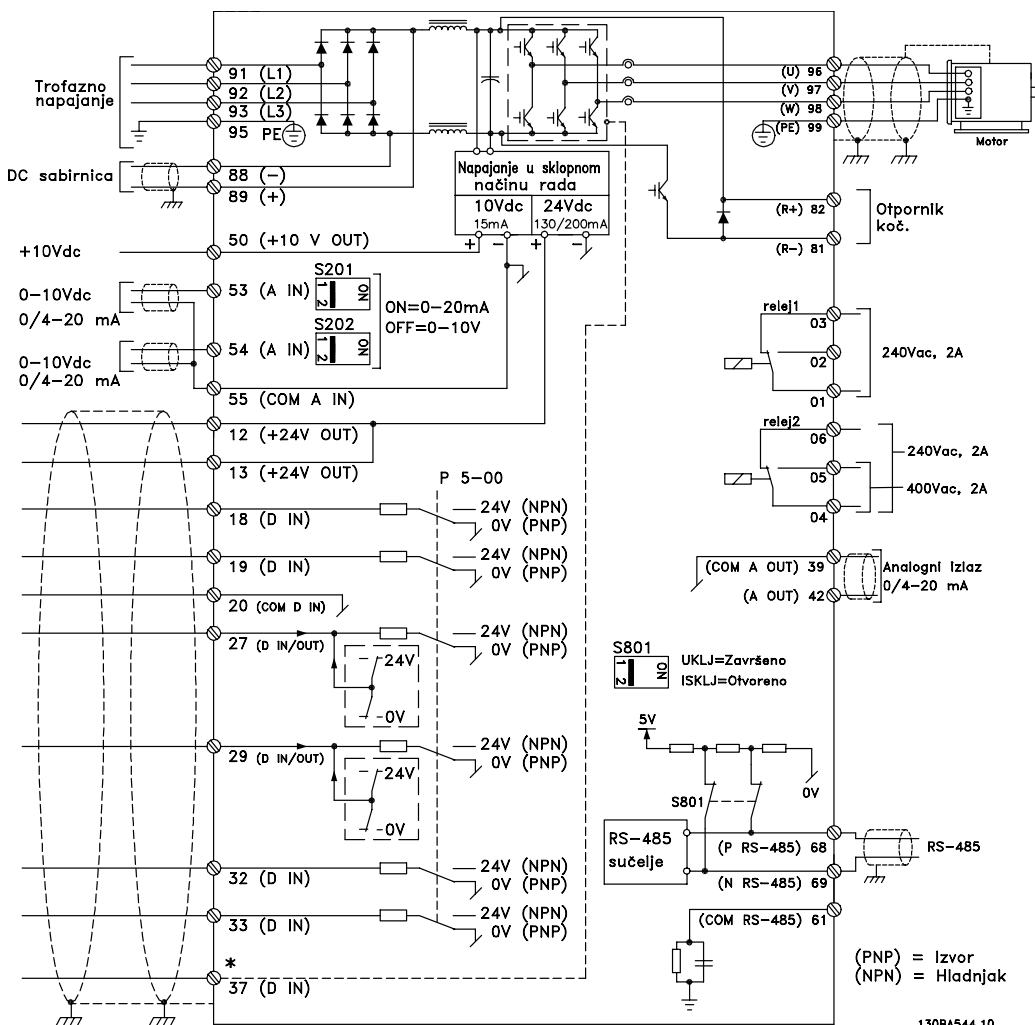 Trofazno
napajanje
91 (L1)
92 (L2)
93 (L3)
95 PE
DC sabirnica
88 (−)
89 (+)
+10Vdc
50 (+10 V OUT)
0−10Vdc
0/4−20 mA
53 (A IN)
S201
1 2
ON
S202
1 2
ON
ON=0−20mA
OFF=0−10V
0−10Vdc
0/4−20 mA
54 (A IN)
55 (COM A IN)
12 (+24V OUT)
13 (+24V OUT)
P 5-00
18 (D IN)
24V (NPN)
0V (PNP)
19 (D IN)
24V (NPN)
0V (PNP)
20 (COM D IN)
27 (D IN/OUT)
24V (NPN)
0V (PNP)
24V
0V
29 (D IN/OUT)
24V (NPN)
0V (PNP)
24V
0V
32 (D IN)
24V (NPN)
0V (PNP)
33 (D IN)
24V (NPN)
0V (PNP)
*
37 (D IN)
Napajanje u sklopnom
načinu rada
10Vdc
15mA
24Vdc
130/200mA
+ − + −
(U) 96
(V) 97
(W) 98
(PE) 99
Motor
(R+) 82
(R−) 81
Otpornik
koč.
relej1
03
02
01
240Vac, 2A
relej2
06
05
04
240Vac, 2A
400Vac, 2A
(COM A OUT) 39
(A OUT) 42
Analogni izlaz
0/4−20 mA
S801
1 2
ON
UKLJ=Završeno
ISKLJ=Otvoreno
5V
S801
0V
RS−485
sučelje
(P RS−485) 68
(N RS−485) 69
RS−485
(COM RS−485) 61
(PNP) = Izvor
(NPN) = Hladnjak
130BA544.10